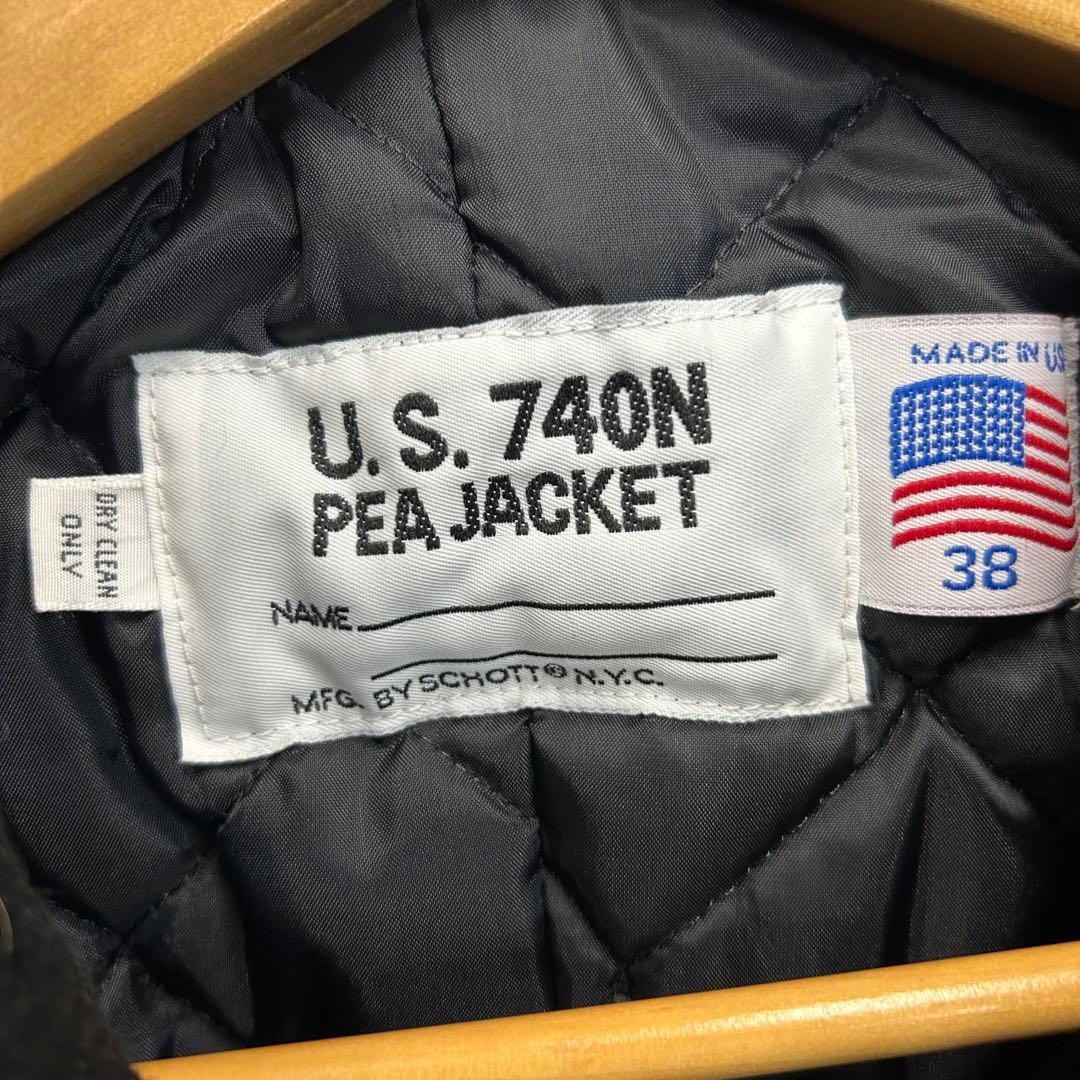 U.S. 740N
PEA JACKET
NAME
MFG. BY SCHOTT® N.Y.C.
DRY CLEAN
ONLY
MADE IN US
38